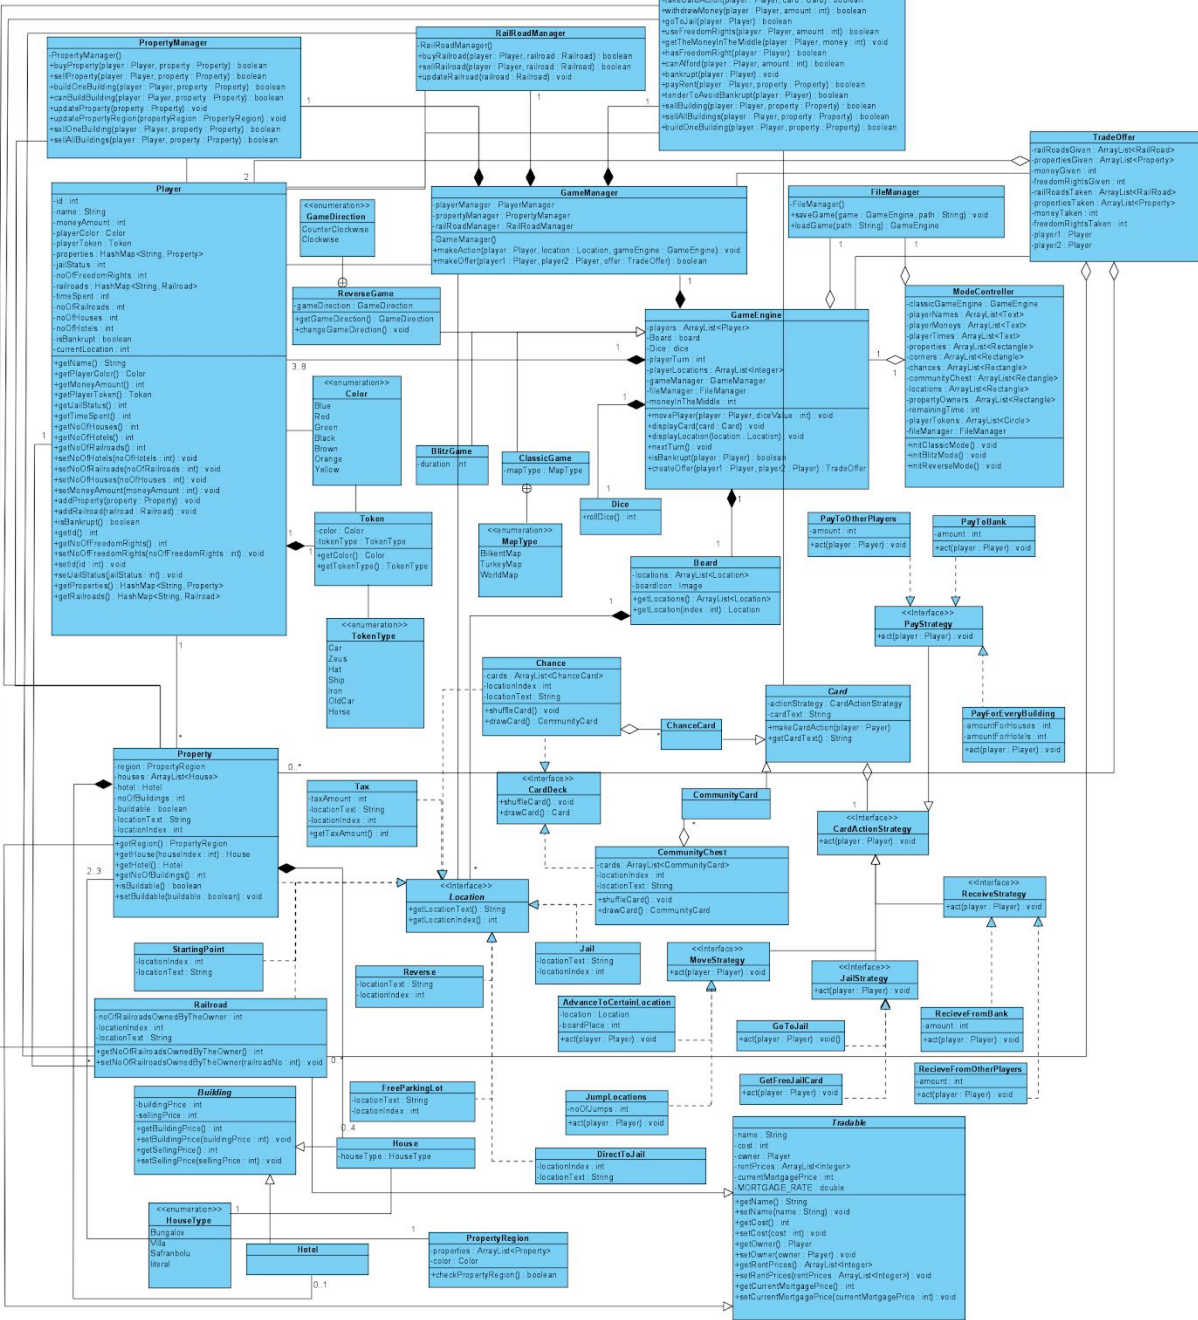 +withdrawMoney(player : Player, amount : int) : boolean
+goToJail(player : Player) : boolean
+useFreedomRights(player : Player, amount : int) : boolean
+getTheMoneyInTheMiddle(player : Player, money : int) : void
+hasFreedomRight(player : Player) : boolean
+canAfford(player : Player, amount : int) : boolean
-bankrupt(player : Player) : void
+payRent(player : Player, property : Property) : boolean
+tenderToAvoidBankrupt(player : Player) : boolean
+sellBuilding(player : Player, property : Property) : boolean
+sellAllBuildings(player : Player, property : Property) : boolean
+buildOneBuilding(player : Player, property : Property) : boolean
PropertyManager
-PropertyManager()
+buyProperty(player : Player, property : Property) : boolean
+sellProperty(player : Player, property : Property) : boolean
+buildOneBuilding(player : Player, property : Property) : boolean
+canBuildBuilding(player : Player, property : Property) : boolean
+updateProperty(property : Property) : void
+updatePropertyRegion(propertyRegion : PropertyRegion) : void
+sellOneBuilding(player : Player, property : Property) : boolean
+sellAllBuildings(player : Player, property : Property) : boolean
RailRoadManager
-RailRoadManager()
+buyRailroad(player : Player, railroad : Railroad) : boolean
+sellRailroad(player : Player, railroad : Railroad) : boolean
+updateRailroad(railroad : Railroad) : void
1
1
1
2
TradeOffer
-railRoadsGiven : ArrayList<RailRoad>
-propertiesGiven : ArrayList<Property>
-moneyGiven : int
-freedomRightsGiven : int
-railRoadsTaken : ArrayList<RailRoad>
-propertiesTaken : ArrayList<Property>
-moneyTaken : int
-freedomRightsTaken : int
-player1 : Player
-player2 : Player
Player
-id : int
-name : String
-moneyAmount : int
-playerColor : Color
-playerToken : Token
-properties : HashMap<String, Property>
-jailStatus : int
-noOfFreedomRights : int
-railroads : HashMap<String, Railroad>
-timeSpent : int
-noOfRailroads : int
-noOfHouses : int
-noOfHotels : int
-isBankrupt : boolean
-currentLocation : int
+getName() : String
+getPlayerColor() : Color
+getMoneyAmount() : int
+getPlayerToken() : Token
+getJailStatus() : int
+getTimeSpent() : int
+getNoOfHouses() : int
+getNoOfHotels() : int
+getNoOfRailroads() : int
+setNoOfHotels(noOfHotels : int) : void
+setNoOfRailroads(noOfRailroads : int) : void
+setNoOfHouses(noOfHouses : int) : void
+setMoneyAmount(moneyAmount : int) : void
+addProperty(property : Property) : void
+addRailroad(railroad : Railroad) : void
+isBankrupt() : boolean
+getId() : int
+getNoOfFreedomRights() : int
+setNoOfFreedomRights(noOfFreedomRights : int) : void
+setId(id : int) : void
+setJailStatus(jailStatus : int) : void
+getProperties() : HashMap<String, Property>
+getRailroads() : HashMap<String, Railroad>
<<enumeration>>
GameDirection
CounterClockwise
Clockwise
GameManager
-playerManager : PlayerManager
-propertyManager : PropertyManager
-railRoadManager : RailRoadManager
-GameManager()
+makeAction(player : Player, location : Location, gameEngine : GameEngine) : void
+makeOffer(player1 : Player, player2 : Player, offer : TradeOffer) : boolean
FileManager
-FileManager()
+saveGame(game : GameEngine, path : String) : void
+loadGame(path : String) : GameEngine
1
1
1
ReverseGame
-gameDirection : GameDirection
+getGameDirection() : GameDirection
+changeGameDirection() : void
GameEngine
-players : ArrayList<Player>
-Board : board
-Dice : dice
-playerTurn : int
-playerLocations : ArrayList<Integer>
-gameManager : GameManager
-fileManager : FileManager
-moneyInTheMiddle : int
+movePlayer(player : Player, diceValue : int) : void
+displayCard(card : Card) : void
+displayLocation(location : Location) : void
+nextTurn() : void
+isBankrupt(player : Player) : boolean
+createOffer(player1 : Player, player2 : Player) : TradeOffer
ModeController
-classicGameEngine : GameEngine
-playerNames : ArrayList<Text>
-playerMoneys : ArrayList<Text>
-playerTimes : ArrayList<Text>
-properties : ArrayList<Rectangle>
-corners : ArrayList<Rectangle>
-chances : ArrayList<Rectangle>
-communityChest : ArrayList<Rectangle>
-locations : ArrayList<Rectangle>
-propertyOwners : ArrayList<Rectangle>
-remainingTime : int
-playerTokens : ArrayList<Circle>
-fileManager : FileManager
+initClassicMode() : void
+initBlitzMode() : void
+initReverseMode() : void
1
1
1
1
3..8
1
<<enumeration>>
Color
Blue
Red
Green
Black
Brown
Orange
Yellow
BlitzGame
-duration : int
ClassicGame
-mapType : MapType
1
Dice
+rollDice() : int
1
Token
-color : Color
-tokenType : TokenType
+getColor() : Color
+getTokenType() : TokenType
1
1
<<enumeration>>
MapType
BilkentMap
TurkeyMap
WorldMap
1
Board
-locations : ArrayList<Location>
-boardIcon : Image
+getLocations() : ArrayList<Location>
+getLocation(index : int) : Location
1
PayToOtherPlayers
-amount : int
+act(player : Player) : void
PayToBank
-amount : int
+act(player : Player) : void
<<Interface>>
PayStrategy
+act(player : Player) : void
<<enumeration>>
TokenType
Car
Zeus
Hat
Ship
Iron
OldCar
Horse
1
Chance
-cards : ArrayList<ChanceCard>
-locationIndex : int
-locationText : String
+shuffleCard() : void
+drawCard() : CommunityCard
ChanceCard
*
Card
-actionStrategy : CardActionStrategy
-cardText : String
+makeCardAction(player : Payer)
+getCardText() : String
PayForEveryBuilding
-amountForHouses : int
-amountForHotels : int
+act(player : Player) : void
*
Property
-region : PropertyRegion
-houses : ArrayList<House>
-hotel : Hotel
-noOfBuildings : int
-buildable : boolean
-locationText : String
-locationIndex : int
+getRegion() : PropertyRegion
+getHouse(houseIndex : int) : House
+getHotel() : Hotel
+getNoOfBuildings() : int
+isBuildable() : boolean
+setBuildable(buildable : boolean) : void
0..*
Tax
-taxAmount : int
-locationText : String
-locationIndex : int
+getTaxAmount() : int
<<Interface>>
CardDeck
+shuffleCard() : void
+drawCard() : Card
CommunityCard
*
1
<<Interface>>
CardActionStrategy
+act(player : Player) : void
CommunityChest
-cards : ArrayList<CommunityCard>
-locationIndex : int
-locationText : String
+shuffleCard() : void
+drawCard() : CommunityCard
2..3
*
<<Interface>>
Location
+getLocationText() : String
+getLocationIndex() : int
<<Interface>>
ReceiveStrategy
+act(player : Player) : void
StartingPoint
-locationIndex : int
-locationText : String
Reverse
-locationText : String
-locationIndex : int
Jail
-locationText : String
-locationIndex : int
<<Interface>>
MoveStrategy
+act(player : Player) : void
<<Interface>>
JailStrategy
+act(player : Player) : void
Railroad
-noOfRailroadsOwnedByTheOwner : int
-locationIndex : int
-locationText : String
+getNoOfRailroadsOwnedByTheOwner() : int
+setNoOfRailroadsOwnedByTheOwner(railroadNo : int) : void
*
0..*
AdvanceToCertainLocation
-location : Location
-boardPlace : int
+act(player : Player) : void
GoToJail
+act(player : Player) : void()
RecieveFromBank
-amount : int
+act(player : Player) : void
GetFreeJailCard
+act(player : Player) : void
RecieveFromOtherPlayers
-amount : int
+act(player : Player) : void
Building
-buildingPrice : int
-sellingPrice : int
+getBuildingPrice() : int
+setBuildingPrice(buildingPrice : int) : void
+getSellingPrice() : int
+setSellingPrice(sellingPrice : int) : void
FreeParkingLot
-locationText : String
-locationIndex : int
JumpLocations
-noOfJumps : int
+act(player : Player) : void
0..4
House
-houseType : HouseType
DirectToJail
-locationIndex : int
-locationText : String
Tradable
-name : String
-cost : int
-owner : Player
-rentPrices : ArrayList<Integer>
-currentMortgagePrice : int
-MORTGAGE_RATE : double
+getName() : String
+setName(name : String) : void
+getCost() : int
+setCost(cost : int) : void
+getOwner() : Player
+setOwner(owner : Player) : void
+getRentPrices() : ArrayList<Integer>
+setRentPrices(rentPrices : ArrayList<Integer>) : void
+getCurrentMortgagePrice() : int
+setCurrentMortgagePrice(currentMortgagePrice : int) : void
<<enumeration>>
HouseType
Bungalov
Villa
Safranbolu
literal
1
1
Hotel
0..1
PropertyRegion
-properties : ArrayList<Property>
-color : Color
+checkPropertyRegion() : boolean